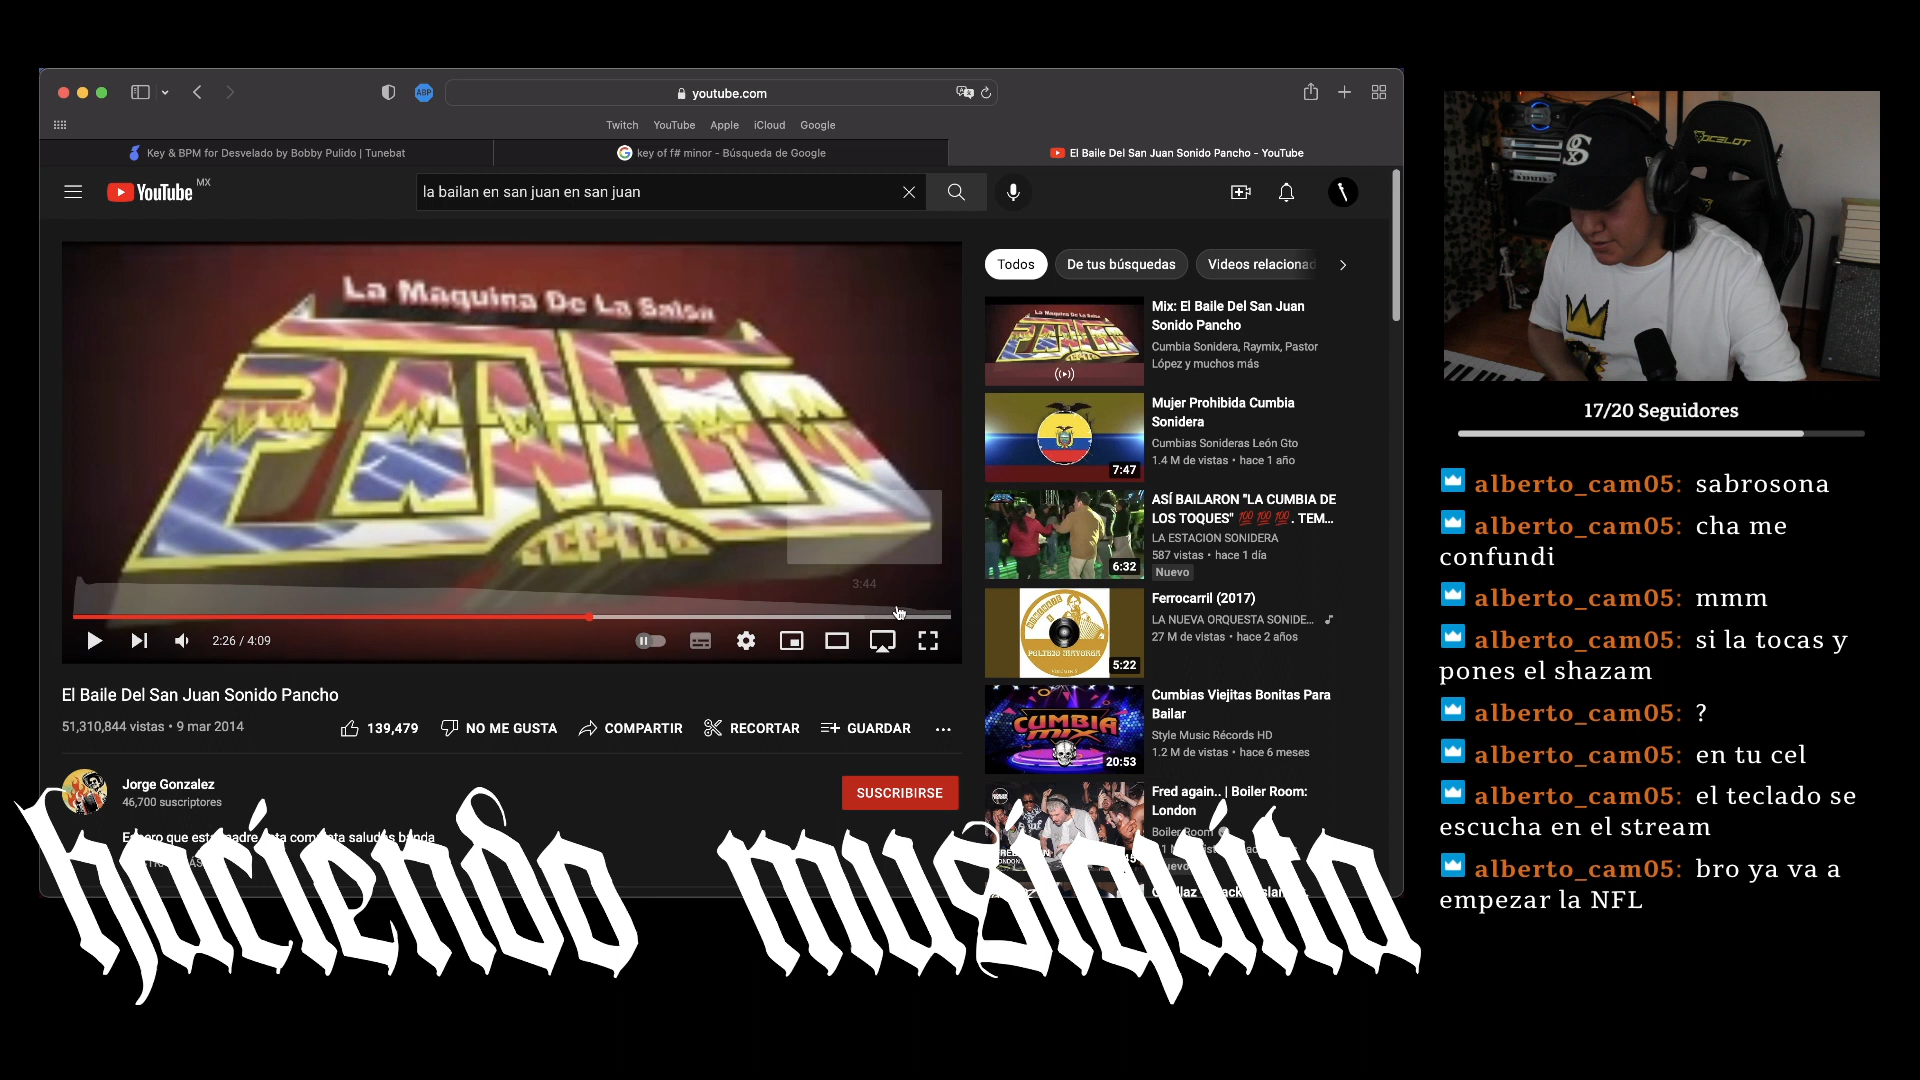 youtube.com
Twitch YouTube Apple iCloud Google
Key & BPM for Desvelado by Bobby Pulido | Tunebat
key of f# minor - Búsqueda de Google
El Baile Del San Juan Sonido Pancho - YouTube
YouTube MX
la bailan en san juan en san juan
La Maquina De La Salsa
PANCHO
TEPITO
3:44
2:26 / 4:09
El Baile Del San Juan Sonido Pancho
51,310,844 vistas • 9 mar 2014
139,479 NO ME GUSTA COMPARTIR RECORTAR GUARDAR ...
Jorge Gonzalez
46,700 suscriptores
SUSCRIBIRSE
Todos De tus búsquedas Videos relacionad
Mix: El Baile Del San Juan
Sonido Pancho
Cumbia Sonidera, Raymix, Pastor
López y muchos más
Mujer Prohibida Cumbia
Sonidera
Cumbias Sonideras León Gto
1.4 M de vistas • hace 1 año
7:47
ASÍ BAILARON "LA CUMBIA DE
LOS TOQUES" 💯💯💯. TEM...
LA ESTACION SONIDERA
587 vistas • hace 1 día
Nuevo
6:32
Ferrocarril (2017)
LA NUEVA ORQUESTA SONIDE...
27 M de vistas • hace 2 años
5:22
Cumbias Viejitas Bonitas Para
Bailar
Style Music Récords HD
1.2 M de vistas • hace 6 meses
CUMBIA
MIX
20:53
Fred again.. | Boiler Room:
London
Boiler Room
haciendo musiquita
OCELOT
17/20 Seguidores
alberto_cam05: sabrosona
alberto_cam05: cha me
confundi
alberto_cam05: mmm
alberto_cam05: si la tocas y
pones el shazam
alberto_cam05: ?
alberto_cam05: en tu cel
alberto_cam05: el teclado se
escucha en el stream
alberto_cam05: bro ya va a
empezar la NFL